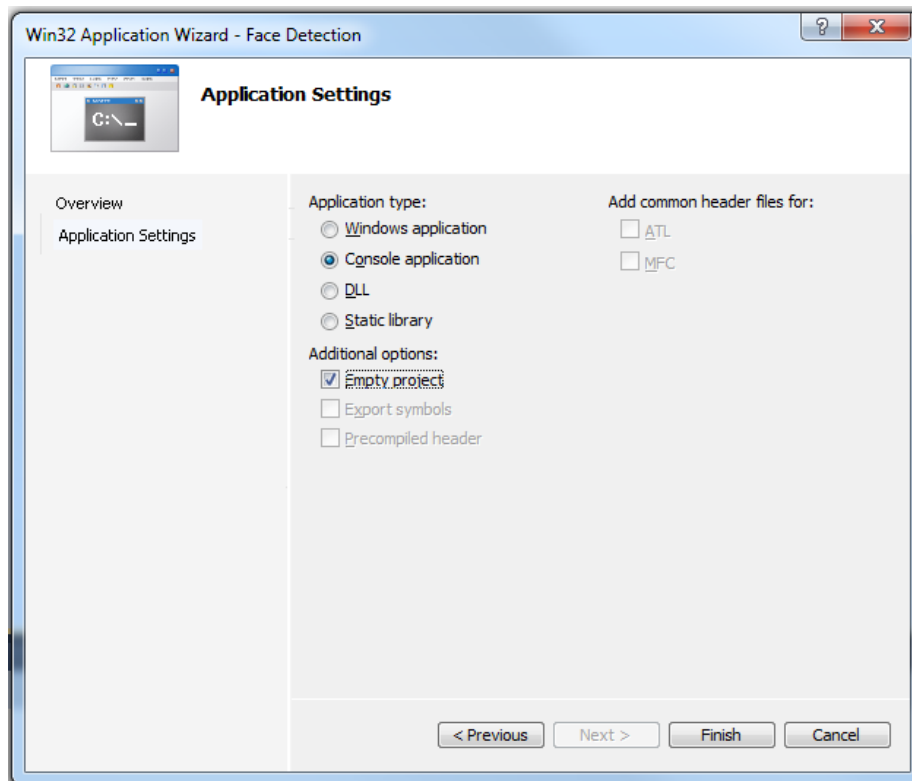 Win32 Application Wizard - Face Detection
Application Settings
C:\_
Overview
Application Settings
Application type:
Windows application
Console application
DLL
Static library
Additional options:
Empty project
Export symbols
Precompiled header
Add common header files for:
ATL
MFC
< Previous
Next >
Finish
Cancel